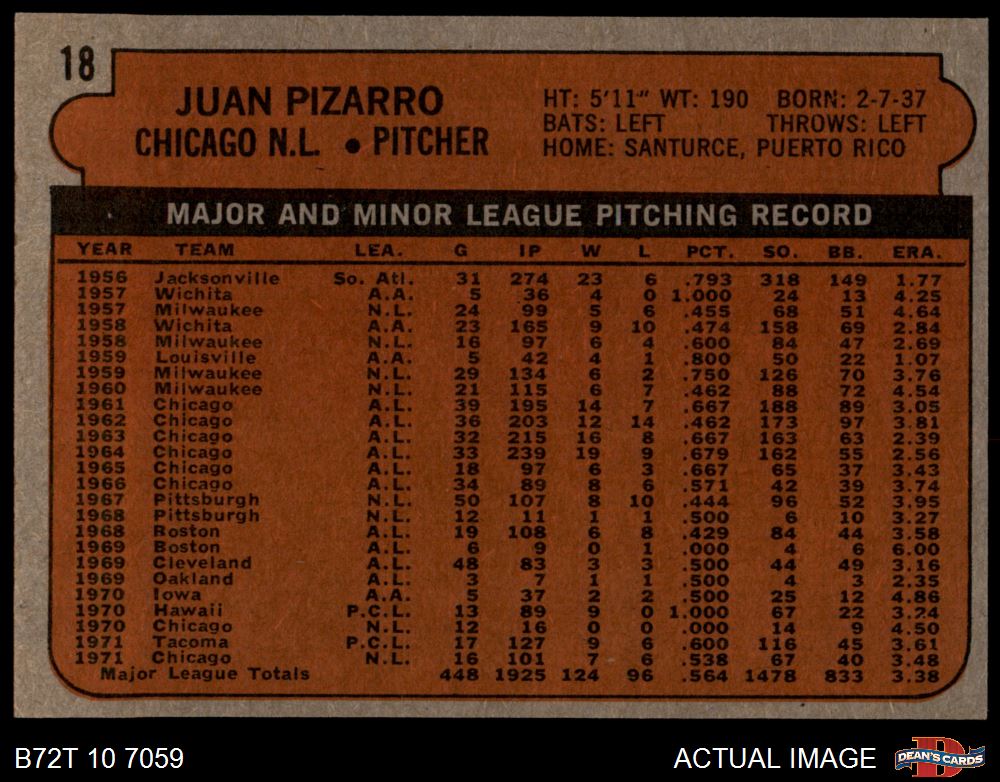 18
JUAN PIZARRO
CHICAGO N.L. • PITCHER
HT: 5'11" WT: 190 BORN: 2-7-37
BATS: LEFT THROWS: LEFT
HOME: SANTURCE, PUERTO RICO
MAJOR AND MINOR LEAGUE PITCHING RECORD
YEAR TEAM LEA. G IP W L PCT. SO. BB. ERA.
1956 Jacksonville So. Atl. 31 274 23 6 .793 318 149 1.77
1957 Wichita A.A. 5 36 4 0 1.000 24 13 4.25
1957 Milwaukee N.L. 24 99 5 6 .455 68 51 4.64
1958 Wichita A.A. 23 165 9 10 .474 158 69 2.84
1958 Milwaukee N.L. 16 97 6 4 .600 84 47 2.69
1959 Louisville A.A. 5 42 4 1 .800 50 22 1.07
1959 Milwaukee N.L. 29 134 6 2 .750 126 70 3.76
1960 Milwaukee N.L. 21 115 6 7 .462 88 72 4.54
1961 Chicago A.L. 39 195 14 7 .667 188 89 3.05
1962 Chicago A.L. 36 203 12 14 .462 173 97 3.81
1963 Chicago A.L. 32 215 16 8 .667 163 63 2.39
1964 Chicago A.L. 33 239 19 9 .679 162 55 2.56
1965 Chicago A.L. 18 97 6 3 .667 65 37 3.43
1966 Chicago A.L. 34 89 8 6 .571 42 39 3.74
1967 Pittsburgh N.L. 50 107 8 10 .444 96 52 3.95
1968 Pittsburgh N.L. 12 11 1 1 .500 6 10 3.27
1968 Boston A.L. 19 108 6 8 .429 84 44 3.58
1969 Boston A.L. 6 9 0 1 .000 4 6 6.00
1969 Cleveland A.L. 48 83 3 3 .500 44 49 3.16
1969 Oakland A.L. 3 7 1 1 .500 4 3 2.35
1970 Iowa A.A. 5 37 2 2 .500 25 12 4.86
1970 Hawaii P.C.L. 13 89 9 0 1.000 67 22 3.24
1970 Chicago N.L. 12 16 0 0 .000 14 9 4.50
1971 Tacoma P.C.L. 17 127 9 6 .600 116 45 3.61
1971 Chicago N.L. 16 101 7 6 .538 67 40 3.48
Major League Totals 448 1925 124 96 .564 1478 833 3.38
B72T 10 7059
ACTUAL IMAGE
DEAN'S CARDS